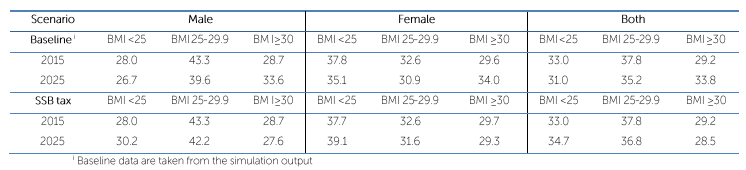 Scenario Male Female Both
Baseline i BMI <25 BMI 25-29.9 BM I≥30 BMI <25 BMI 25-29.9 BMI ≥30 BMI <25 BMI 25-29.9 BMI ≥30
2015 28.0 43.3 28.7 37.8 32.6 29.6 33.0 37.8 29.2
2025 26.7 39.6 33.6 35.1 30.9 34.0 31.0 35.2 33.8
SSB tax BMI <25 BMI 25-29.9 BM I≥30 BMI <25 BMI 25-29.9 BMI ≥30 BMI <25 BMI 25-29.9 BMI ≥30
2015 28.0 43.3 28.7 37.7 32.6 29.7 33.0 37.8 29.2
2025 30.2 42.2 27.6 39.1 31.6 29.3 34.7 36.8 28.5
i Baseline data are taken from the simulation output